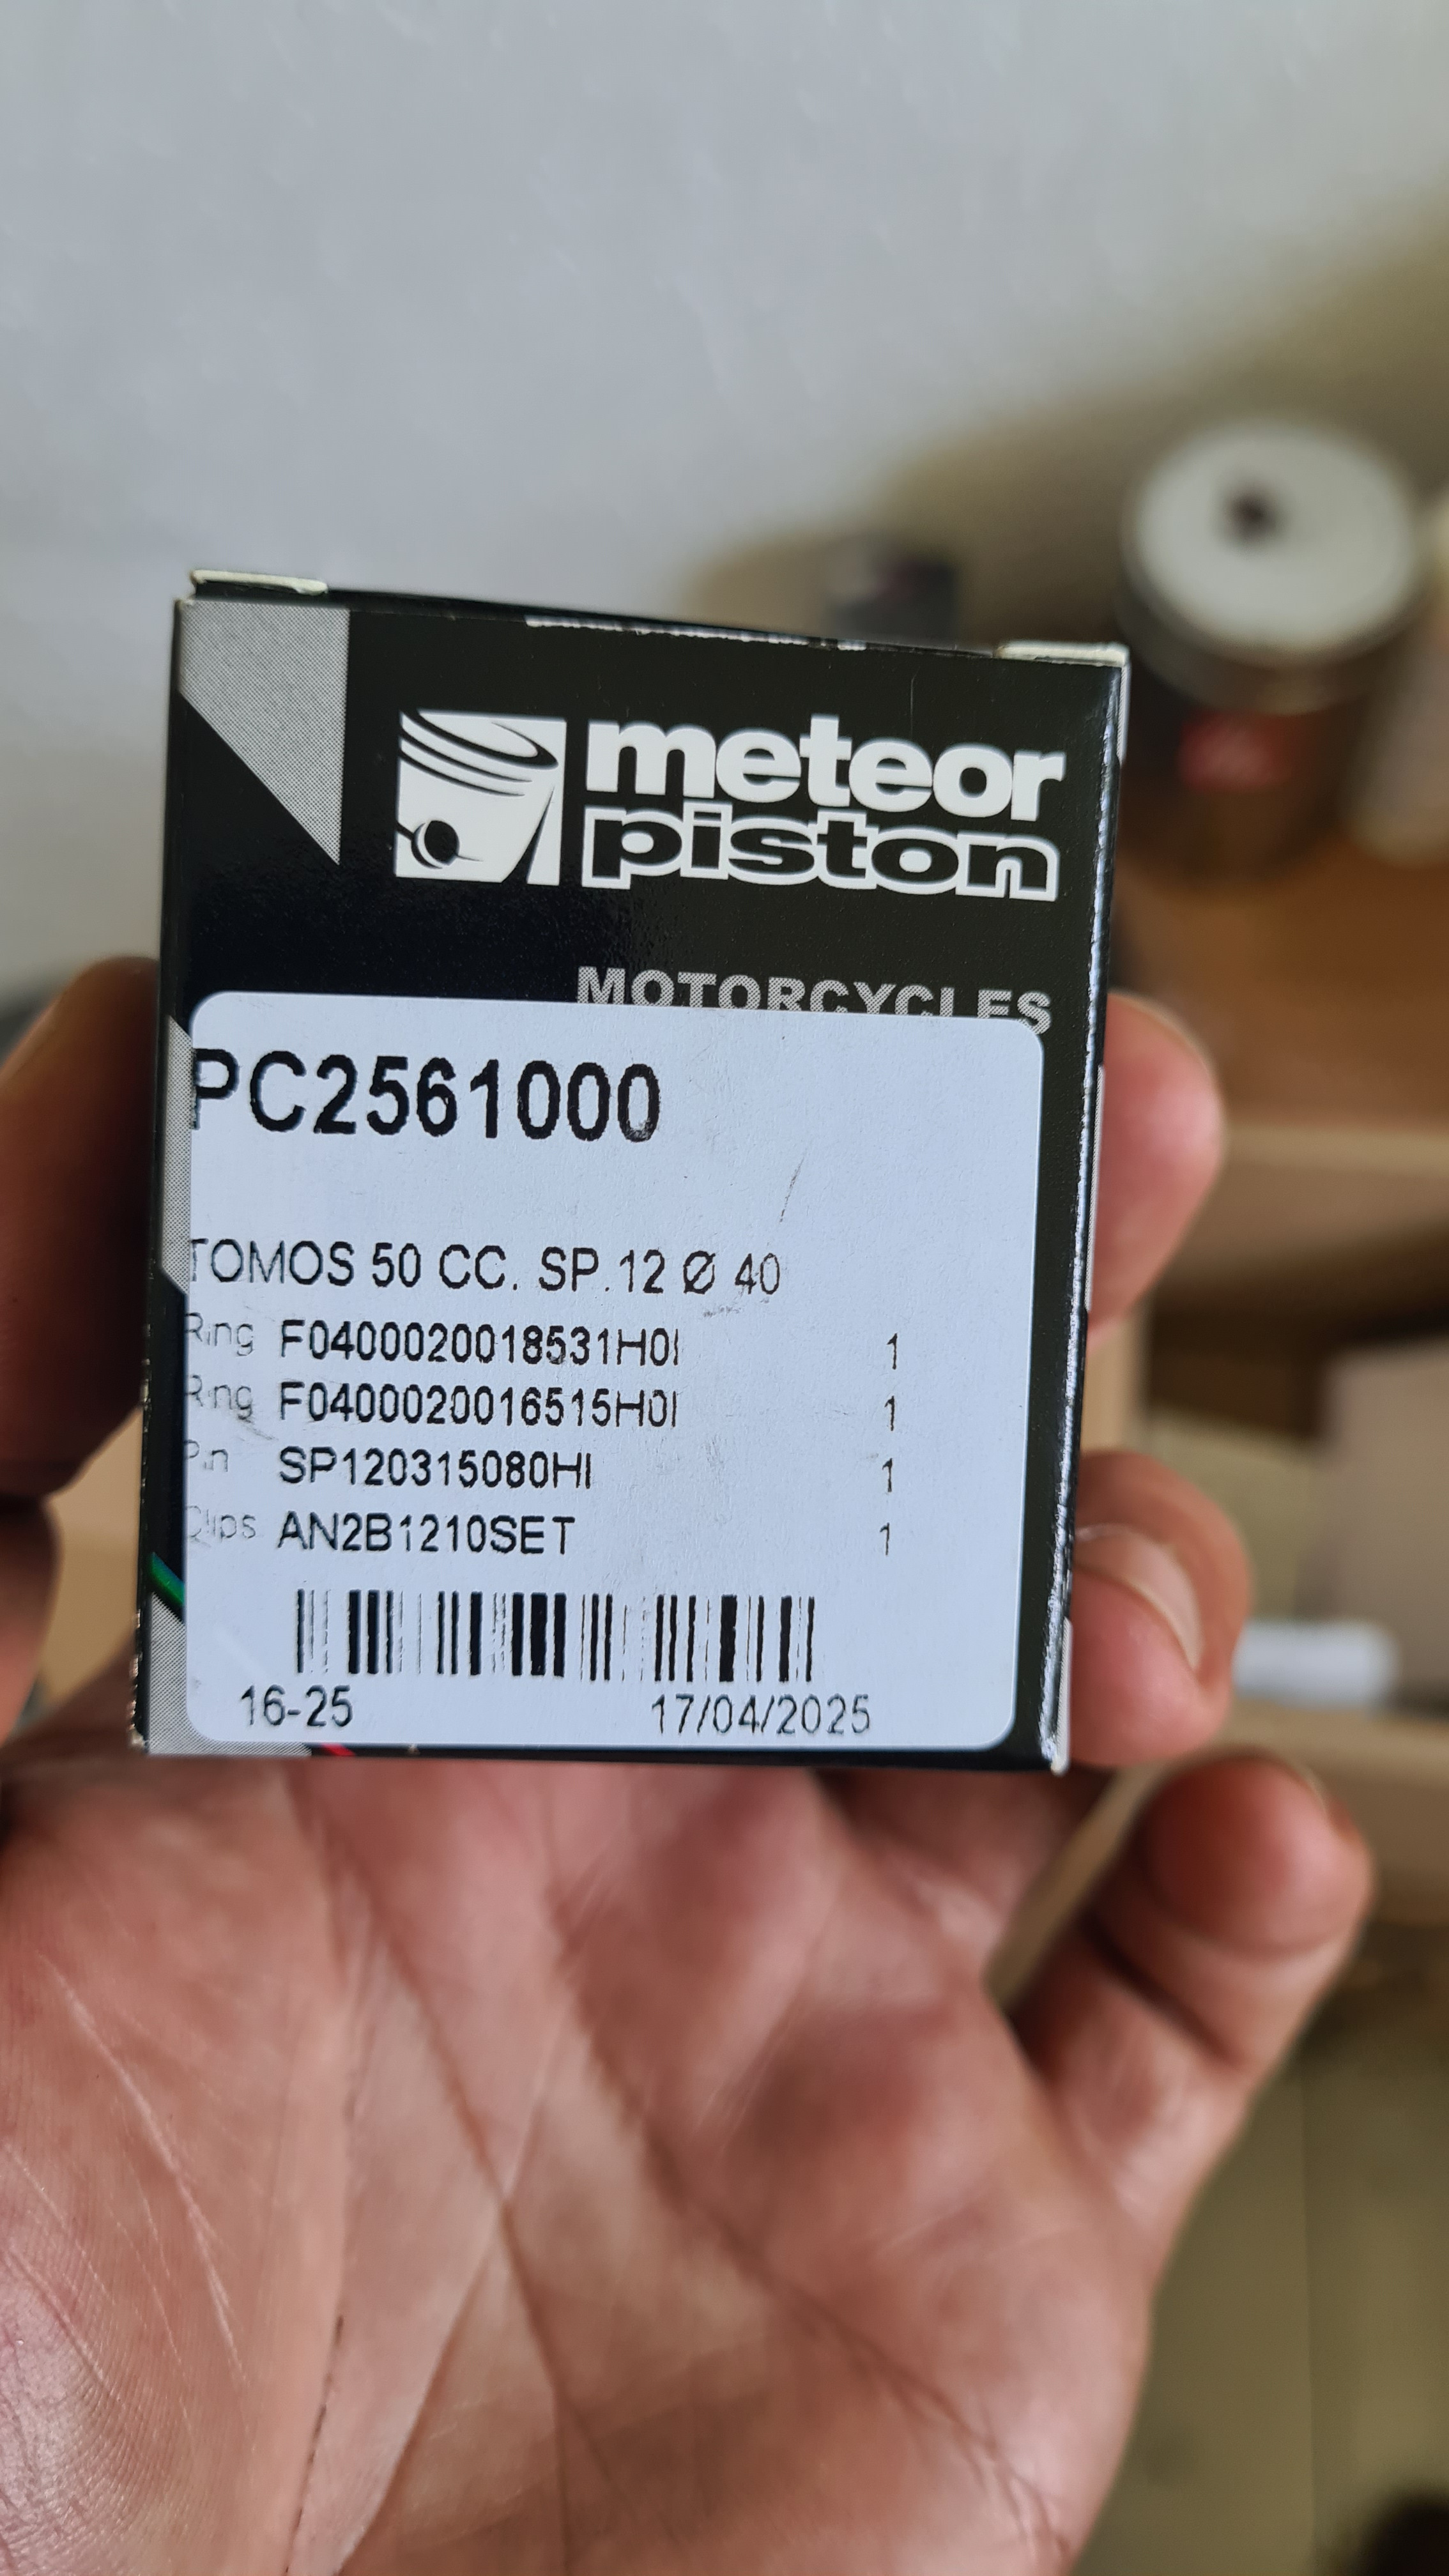 meteor
piston
MOTORCYCLES
PC2561000
TOMOS 50 CC. SP.12 Ø 40
Ring F0400020018531H0I 1
Ring F0400020016515H0I 1
Pin SP120315080HI 1
Clips AN2B1210SET 1
16-25 17/04/2025